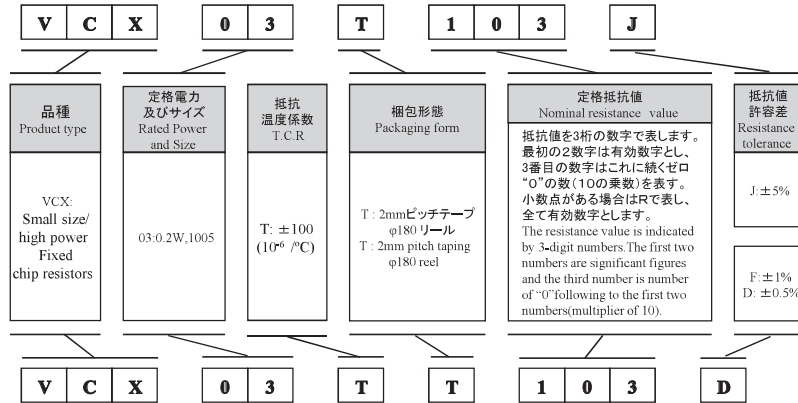 V C X 0 3 T 1 0 3 J
品種
Product type
VCX:
Small size/
high power
Fixed
chip resistors
定格電力
及びサイズ
Rated Power
and Size
03:0.2W,1005
抵抗
温度係数
T.C.R
T: ±100
(10⁻⁶ /ºC)
梱包形態
Packaging form
T : 2mmピッチテープ
φ180 リール
T : 2mm pitch taping
φ180 reel
定格抵抗値
Nominal resistance value
抵抗値を3桁の数字で表します。
最初の2数字は有効数字とし、
3番目の数字はこれに続くゼロ
“0”の数(10の乗数)を表す。
小数点がある場合はRで表し、
全て有効数字とします。
The resistance value is indicated
by 3-digit numbers.The first two
numbers are significant figures
and the third number is number
of “0”following to the first two
numbers(multiplier of 10).
抵抗値
許容差
Resistance
tolerance
J:±5%
F:±1%
D: ±0.5%
V C X 0 3 T T 1 0 3 D